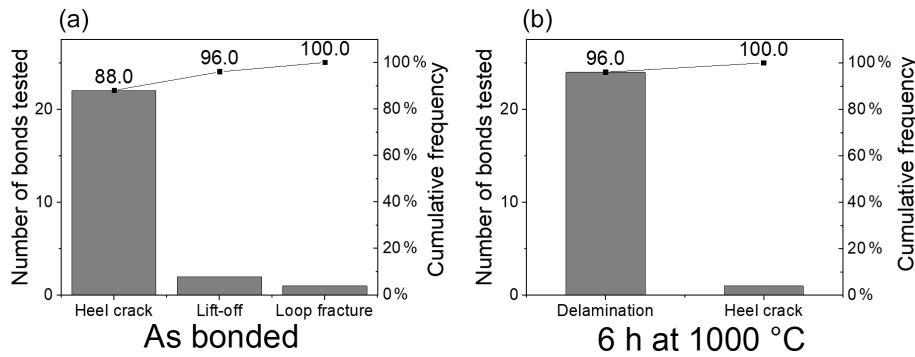 (a)
Number of bonds tested
20
10
0
88.0
96.0
100.0
100%
80%
60%
40%
20%
0%
Cumulative frequency
Heel crack Lift-off Loop fracture
As bonded
(b)
Number of bonds tested
20
10
0
96.0
100.0
100%
80%
60%
40%
20%
0%
Cumulative frequency
Delamination Heel crack
6 h at 1000 °C